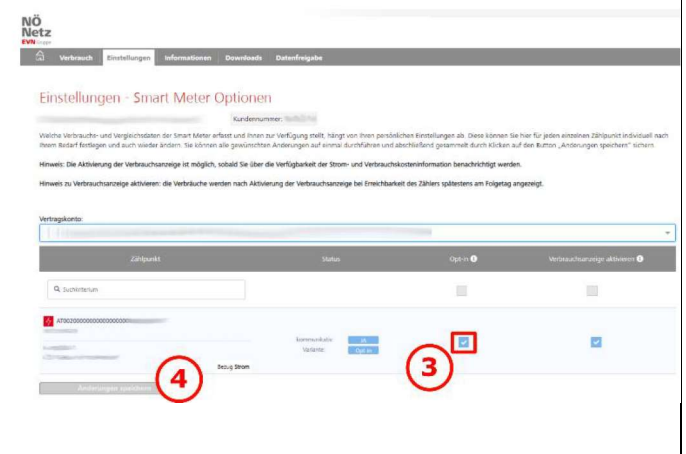 NÖ
Netz
EVN Gruppe
Verbrauch Einstellungen Informationen Downloads Datenfreigabe
Einstellungen - Smart Meter Optionen
Kundennummer:
Welche Verbrauchs- und Vergleichsdaten der Smart Meter erfasst und Ihnen zur Verfügung stellt, hängt von Ihren persönlichen Einstellungen ab. Diese können Sie hier für jeden einzelnen Zählpunkt individuell nach
Ihrem Bedarf festlegen und auch wieder ändern. Sie können alle gewünschten Änderungen auf einmal durchführen und abschließend gesammelt durch Klicken auf den Button „Änderungen speichern" sichern.
Hinweis: Die Aktivierung der Verbrauchsanzeige ist möglich, sobald Sie über die Verfügbarkeit der Strom- und Verbrauchskosteninformation benachrichtigt werden.
Hinweis zu Verbrauchsanzeige aktivieren: die Verbräuche werden nach Aktivierung der Verbrauchsanzeige bei Erreichbarkeit des Zählers spätestens am Folgetag angezeigt.
Vertragskonto:
Zählpunkt Status Opt-in Verbrauchsanzeige aktivieren
Suchkriterium
Variante: Opt in
Bezug Strom
3
4
Änderungen speichern